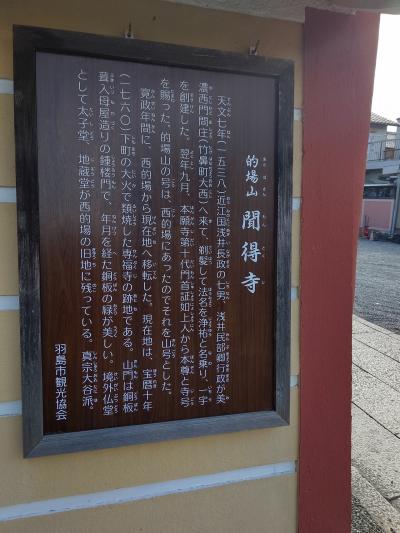 的場山 聞得寺
天文七年(一五三八)近江国浅井長政の七男、浅井民部卿行政が美
濃西門間庄(竹鼻町大西)へ来て、剃髪して法名を浄祐と名乗り、一宇
を創建した。翌年九月、本願寺第十代門首証如上人から本尊と寺号
を賜った。的場山の号は、西的場にあったのでそれを山号とした。
寛政年間に、西的場から現在地へ移転した。現在地は、宝暦十年
(一七六〇)下町の大火で類焼した専福寺の跡地である。山門は銅板
葺入母屋造りの鍾楼門で、年月を経た銅板の緑が美しい。境外仏堂
として太子堂、地蔵堂が西的場の旧地に残っている。真宗大谷派。
羽島市観光協会